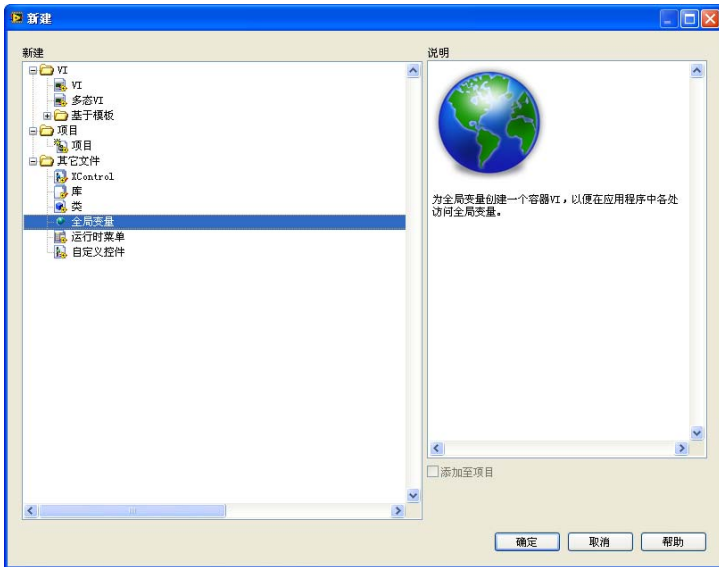 新建
新建
说明
VI
VI
多态VI
基于模板
项目
项目
其它文件
XControl
库
类
全局变量
运行时菜单
自定义控件
为全局变量创建一个容器VI，以便在应用程序中各处
访问全局变量。
添加至项目
确定
取消
帮助